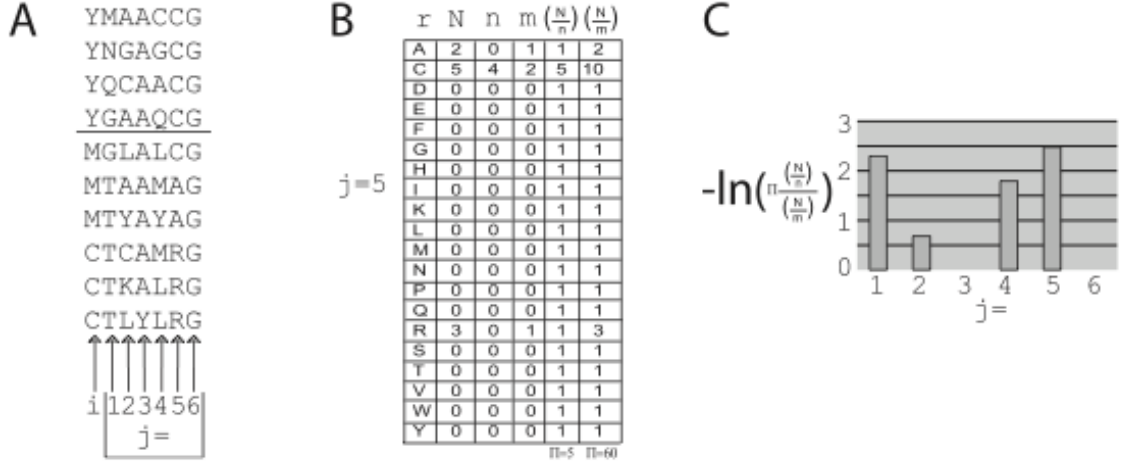 A
YMAACCG
YNGAGCG
YQCAACG
YGAAQCG
MGLALCG
MTAAMAG
MTYAYAG
CTCAMRG
CTKALRG
CTLYLRG
i 123456
j=
B
j=5
r N n m (N/n) (N/m)
A 2 0 1 1 2
C 5 4 2 5 10
D 0 0 0 1 1
E 0 0 0 1 1
F 0 0 0 1 1
G 0 0 0 1 1
H 0 0 0 1 1
I 0 0 0 1 1
K 0 0 0 1 1
L 0 0 0 1 1
M 0 0 0 1 1
N 0 0 0 1 1
P 0 0 0 1 1
Q 0 0 0 1 1
R 3 0 1 1 3
S 0 0 0 1 1
T 0 0 0 1 1
V 0 0 0 1 1
W 0 0 0 1 1
Y 0 0 0 1 1
Π=5 Π=60
C
-ln(Π (N/n)/(N/m))
3
2
1
0
1 2 3 4 5 6
j=